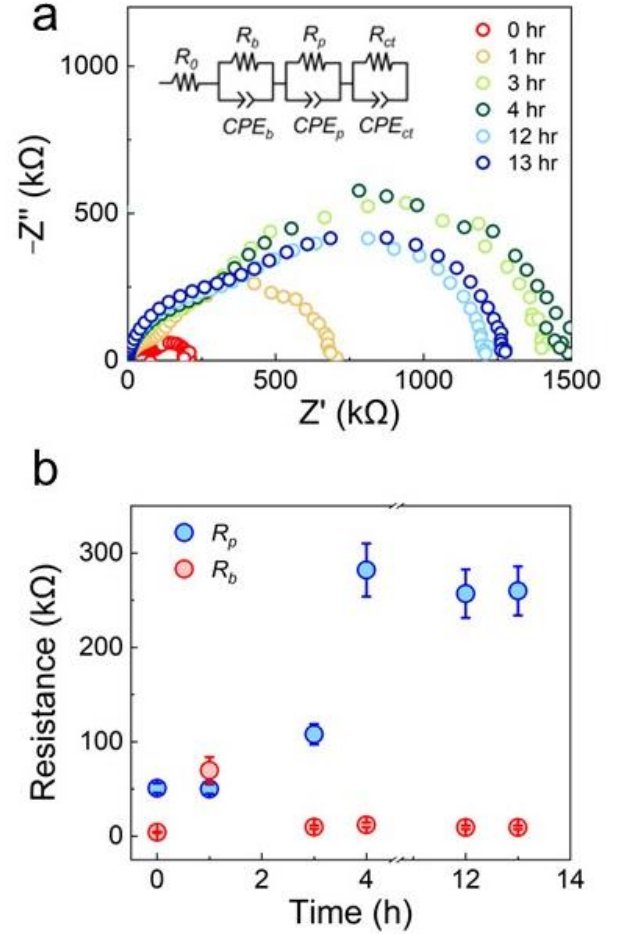 a
R0 Rb Rp Rct
CPEb CPEp CPEct
0 hr
1 hr
3 hr
4 hr
12 hr
13 hr
1000
500
0
−Z'' (kΩ)
0 500 1000 1500
Z' (kΩ)
b
Rp
Rb
300
200
100
0
Resistance (kΩ)
0 2 4 12 14
Time (h)